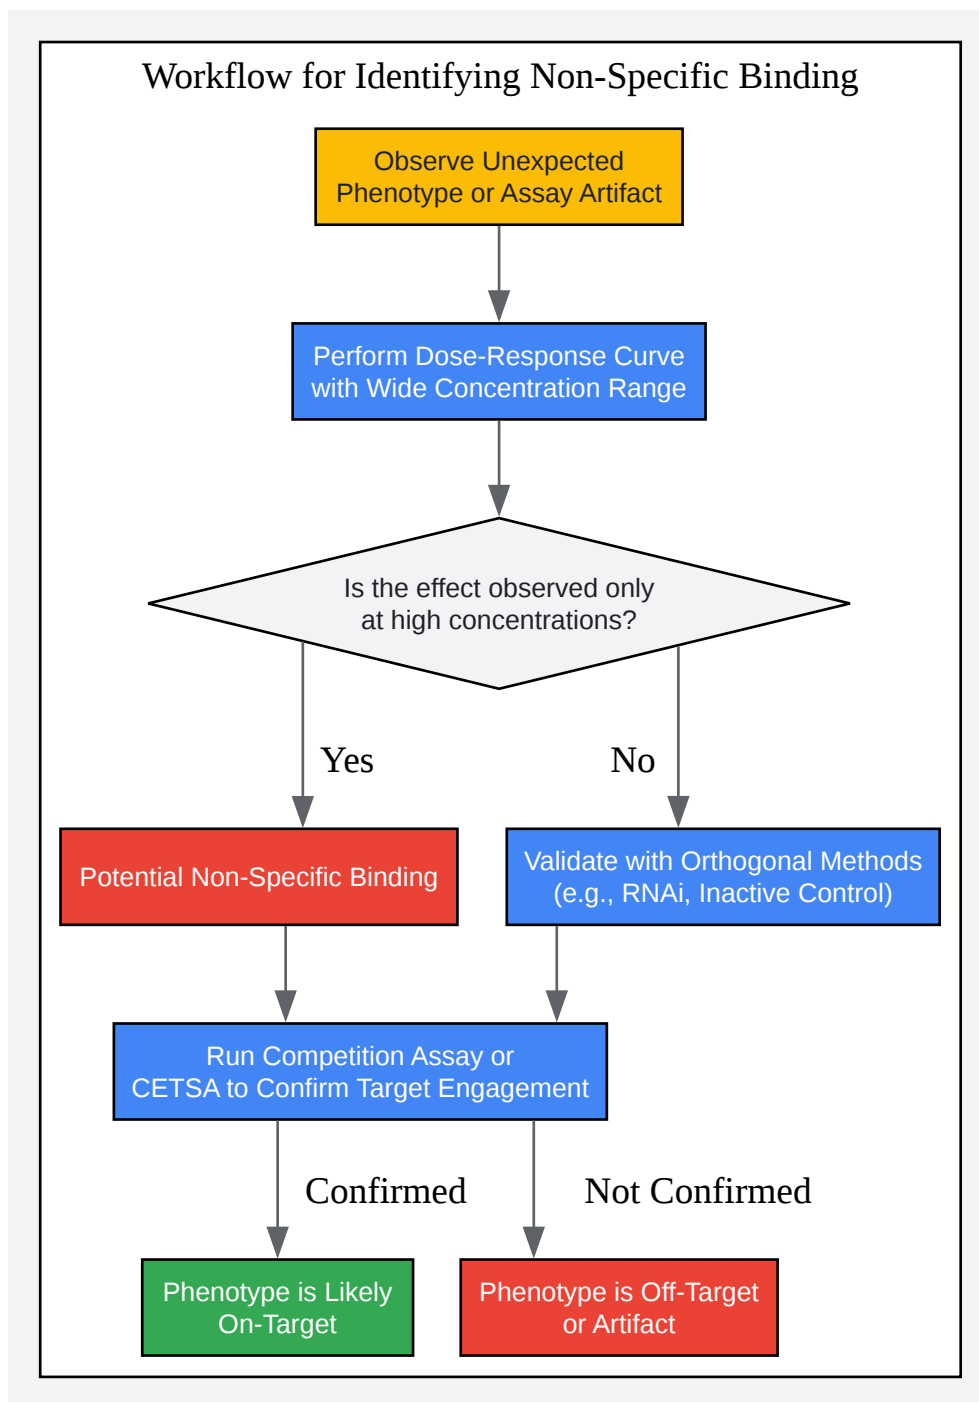 Workflow for Identifying Non-Specific Binding
Observe Unexpected
Phenotype or Assay Artifact
Perform Dose-Response Curve
with Wide Concentration Range
Is the effect observed only
at high concentrations?
Yes
No
Potential Non-Specific Binding
Validate with Orthogonal Methods
(e.g., RNAi, Inactive Control)
Run Competition Assay or
CETSA to Confirm Target Engagement
Confirmed
Not Confirmed
Phenotype is Likely
On-Target
Phenotype is Off-Target
or Artifact